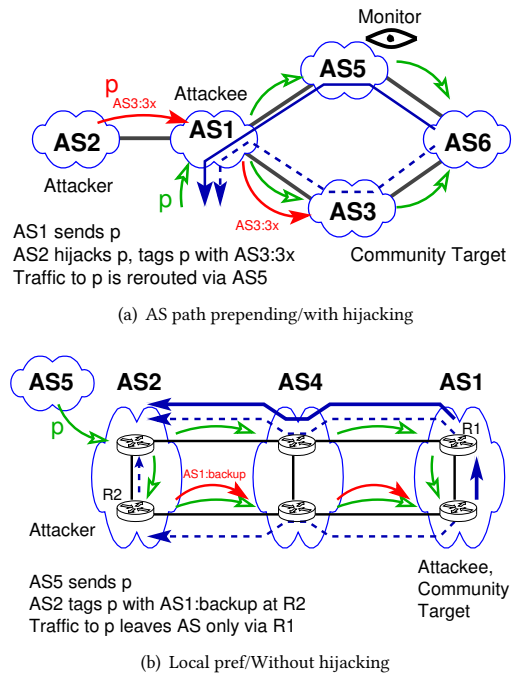 Monitor
AS5
p
AS3:3x
Attackee
AS2
AS1
AS6
Attacker
p
AS3:3x
AS3
AS1 sends p
Community Target
AS2 hijacks p, tags p with AS3:3x
Traffic to p is rerouted via AS5
(a) AS path prepending/with hijacking
AS5
AS2
AS4
AS1
p
R1
AS1:backup
R2
Attacker
Attackee,
Community
Target
AS5 sends p
AS2 tags p with AS1:backup at R2
Traffic to p leaves AS only via R1
(b) Local pref/Without hijacking